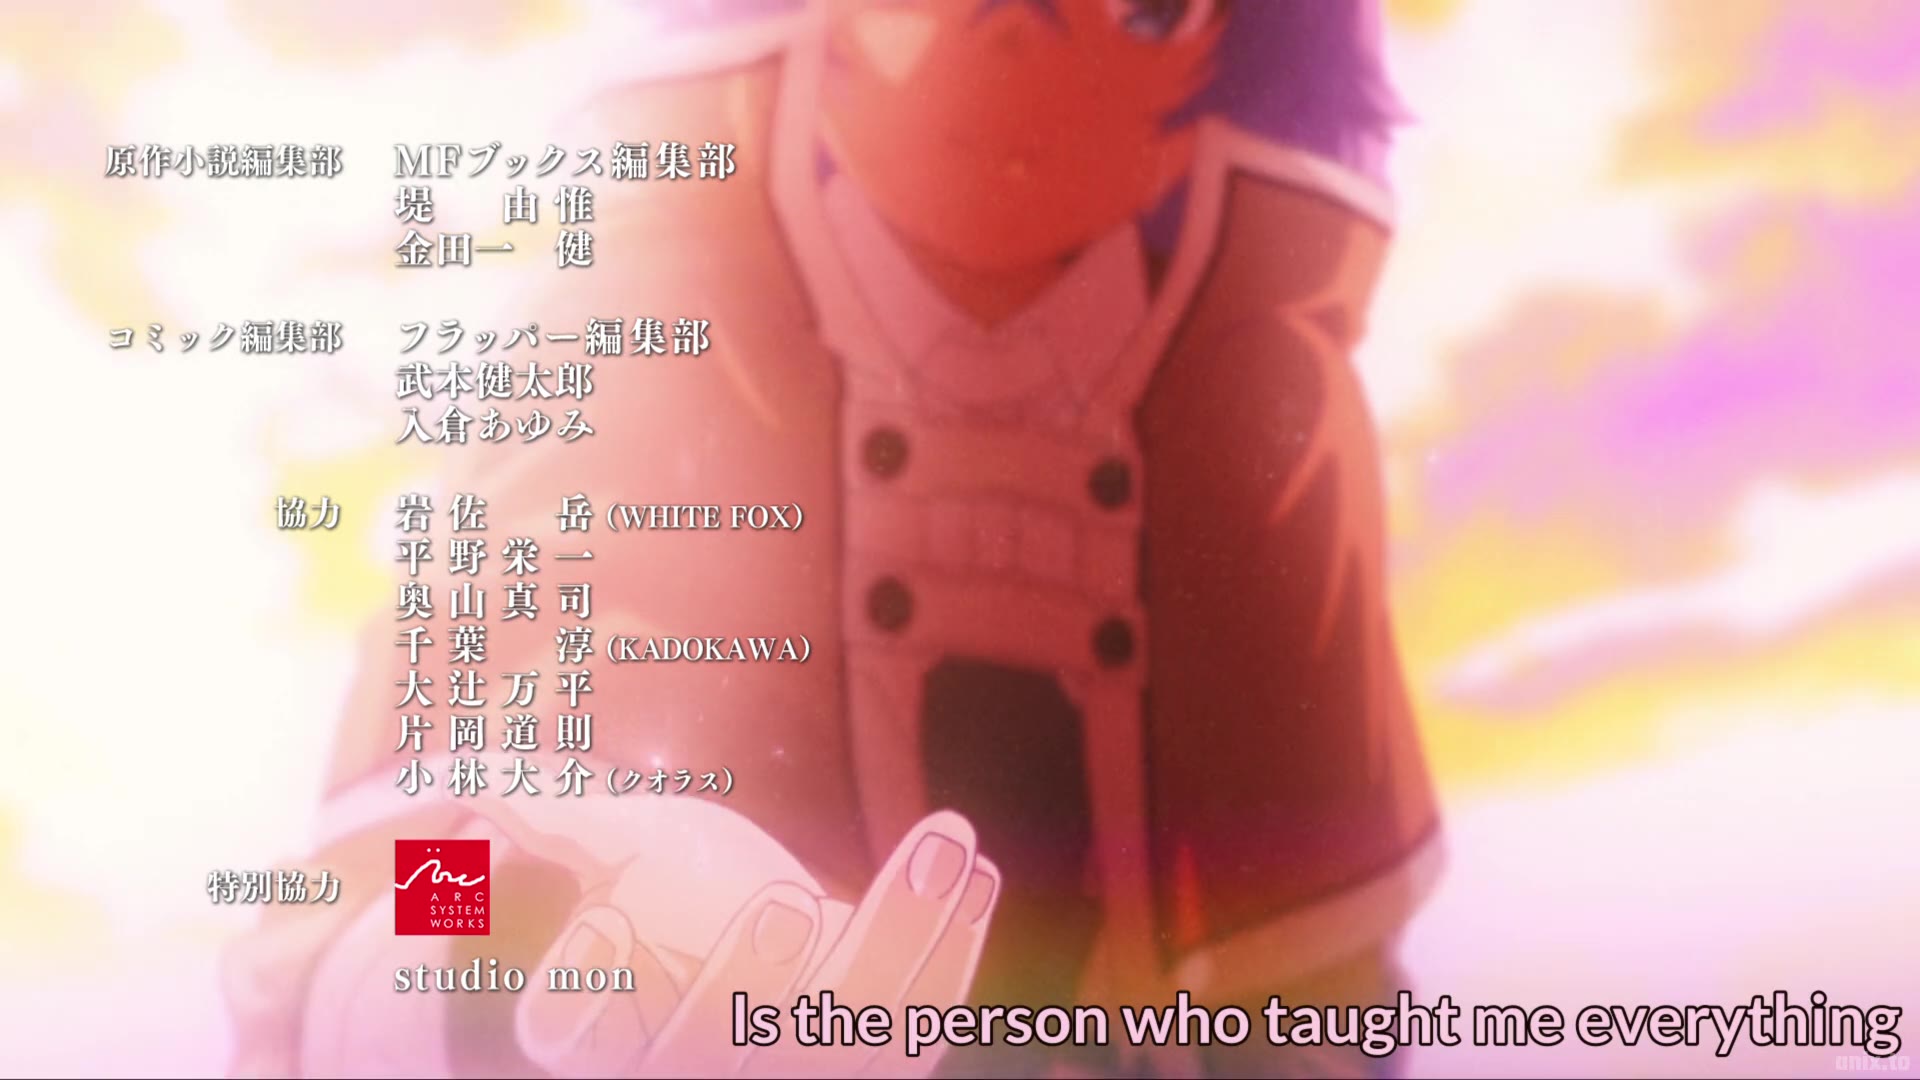 原作小説編集部 MFブックス編集部
堤 由惟
金田一 健
コミック編集部 フラッパー編集部
武本健太郎
入倉あゆみ
協力 岩佐 岳(WHITE FOX)
平野栄一
奥山真司
千葉 淳(KADOKAWA)
大辻万平
片岡道則
小林大介(クオラス)
特別協力 Arc
ARC
SYSTEM
WORKS
studio mon
Is the person who taught me everything
anix.to